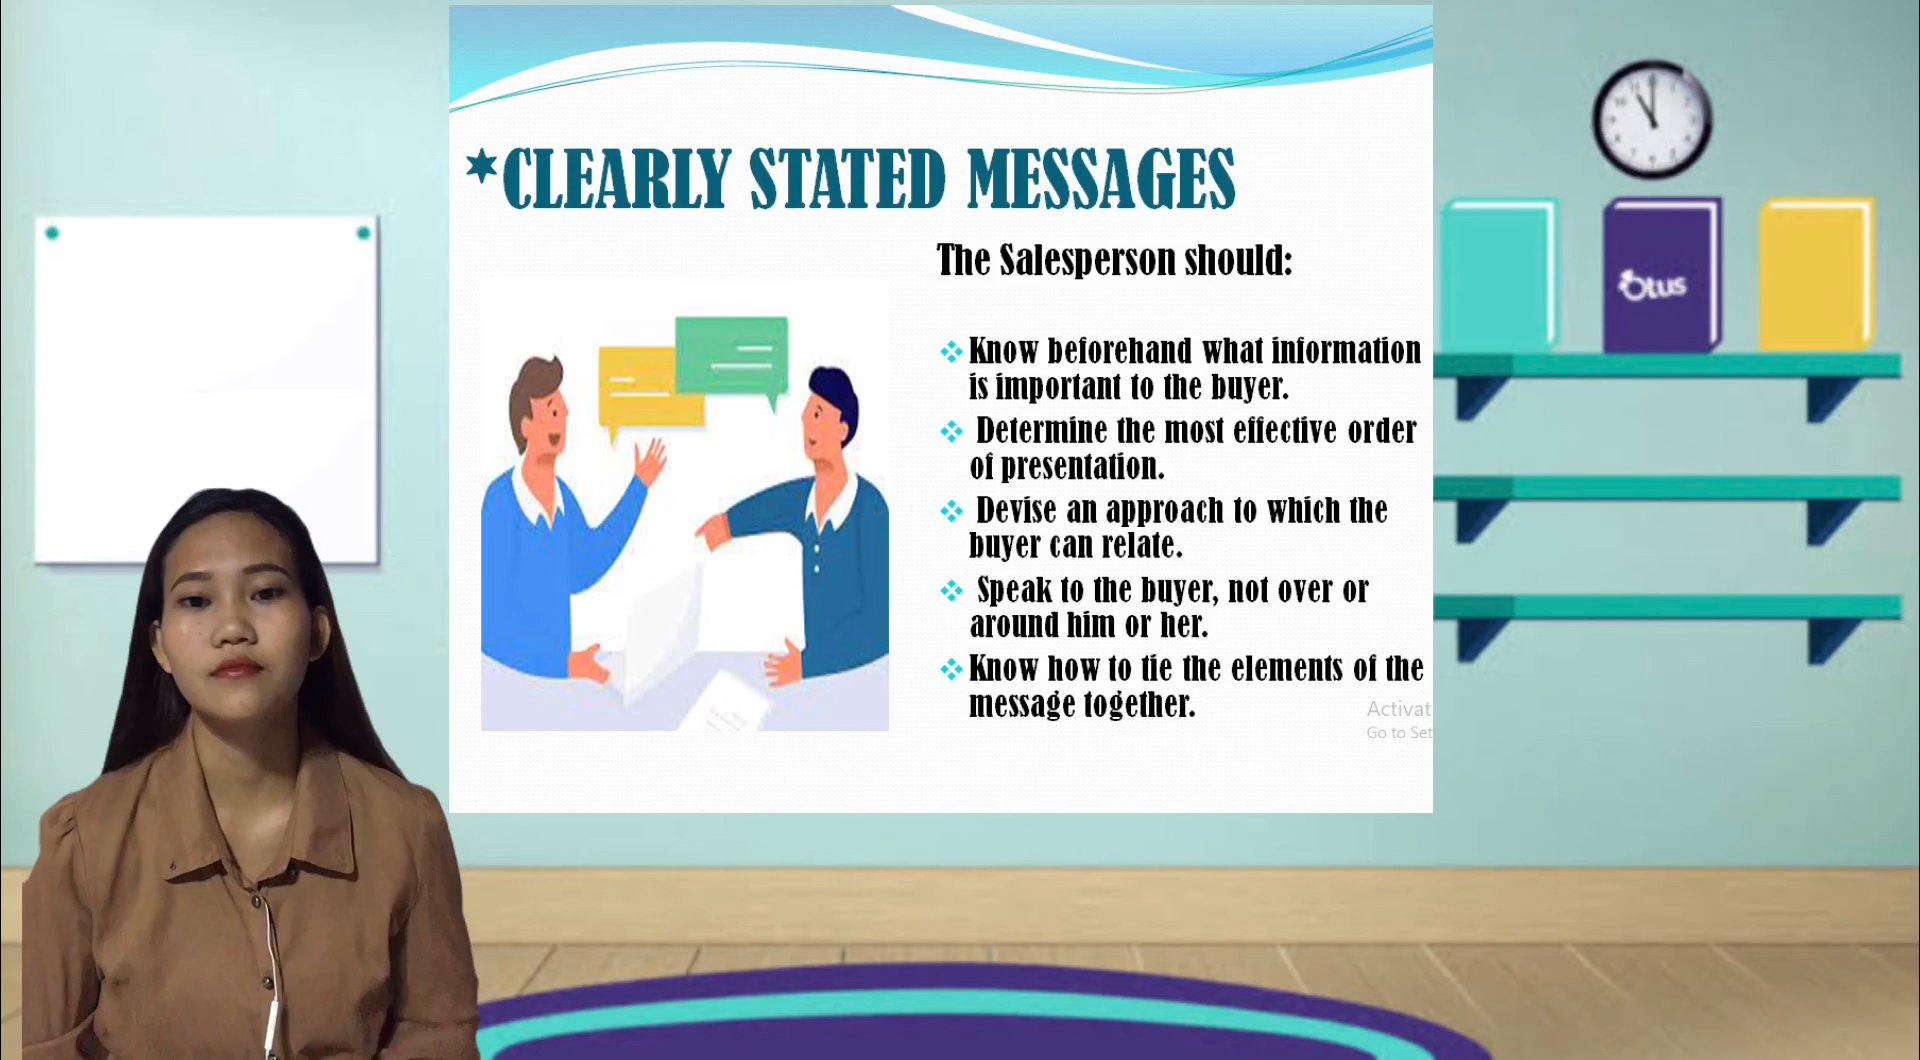 *CLEARLY STATED MESSAGES
The Salesperson should:
Know beforehand what information
is important to the buyer.
Determine the most effective order
of presentation.
Devise an approach to which the
buyer can relate.
Speak to the buyer, not over or
around him or her.
Know how to tie the elements of the
message together.
Activat
Go to Set
Otus